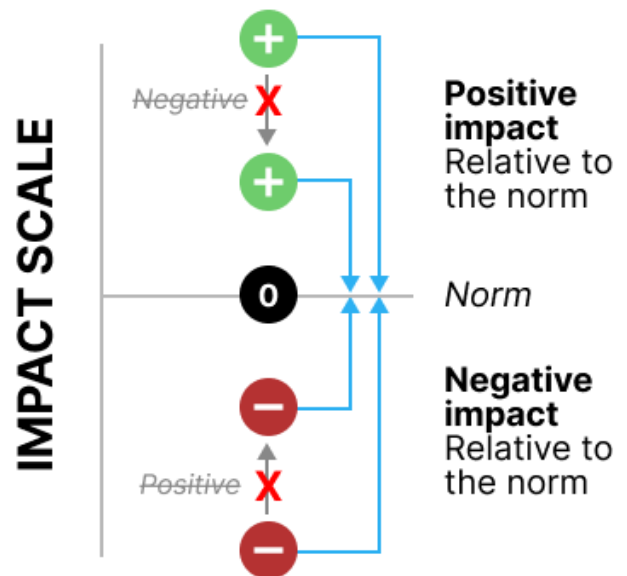 IMPACT SCALE
+
Negative X
+
Positive
impact
Relative to
the norm
0
Norm
−
Negative
impact
Relative to
the norm
Positive X
−